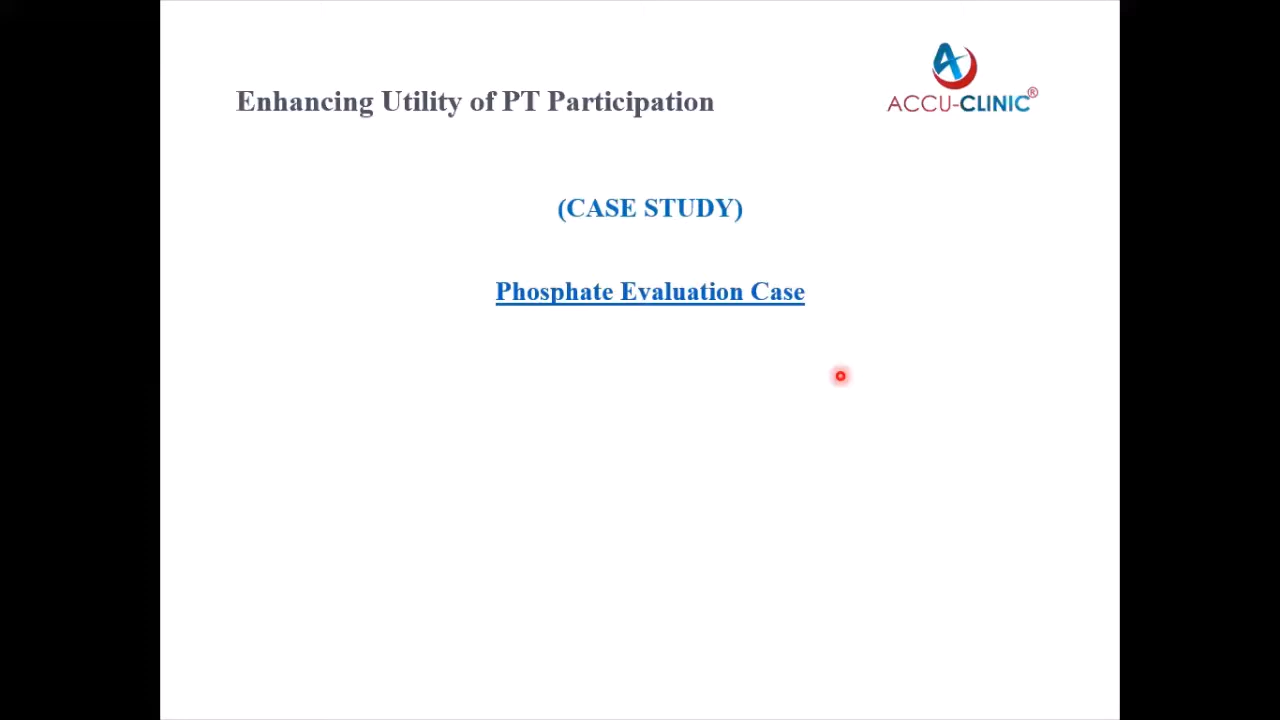 Enhancing Utility of PT Participation
ACCU-CLINIC®
(CASE STUDY)
Phosphate Evaluation Case